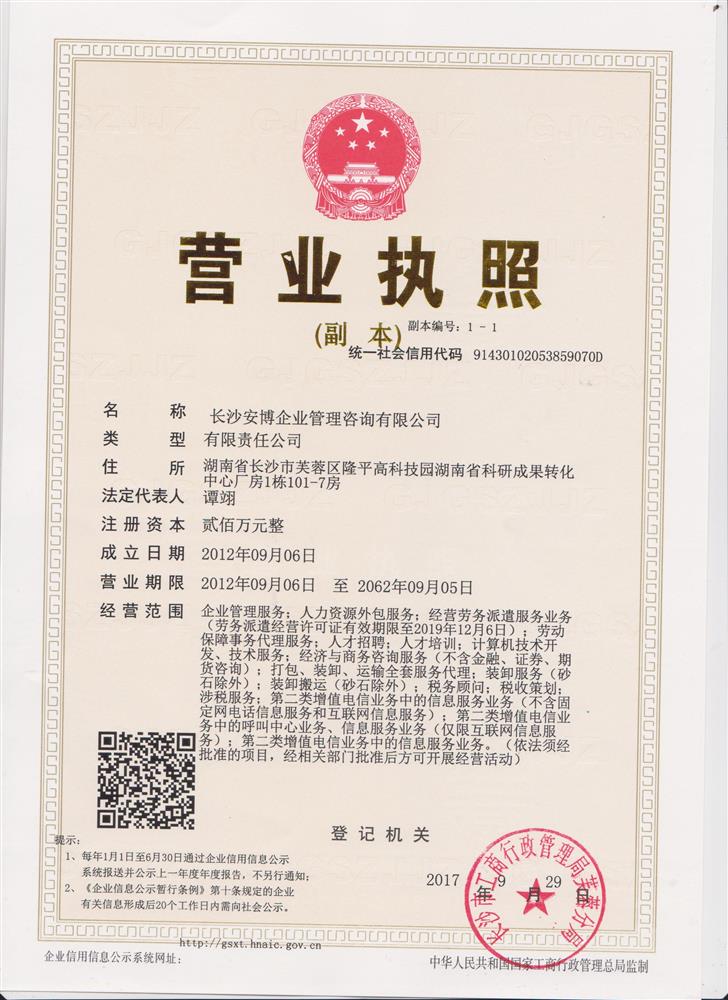 营业执照
(副 本) 副本编号: 1 - 1
统一社会信用代码 91430102053859070D
名 称 长沙安博企业管理咨询有限公司
类 型 有限责任公司
住 所 湖南省长沙市芙蓉区隆平高科技园湖南省科研成果转化
中心厂房1栋101-7房
法定代表人 谭翊
注册资本 贰佰万元整
成立日期 2012年09月06日
营业期限 2012年09月06日 至 2062年09月05日
经营范围 企业管理服务；人力资源外包服务；经营劳务派遣服务业务
（劳务派遣经营许可证有效期限至2019年12月6日）；劳动
保障事务代理服务；人才招聘；人才培训；计算机技术开
发、技术服务；经济与商务咨询服务（不含金融、证券、期
货咨询）；打包、装卸、运输全套服务代理；装卸服务（砂
石除外）；装卸搬运（砂石除外）；税务顾问；税收策划；
涉税服务；第二类增值电信业务中的信息服务业务（不含固
定网电话信息服务和互联网信息服务）；第二类增值电信业
务中的呼叫中心业务、信息服务业务（仅限互联网信息服
务）；第二类增值电信业务中的信息服务业务。（依法须经
批准的项目，经相关部门批准后方可开展经营活动）
登记机关
长沙市工商行政管理局芙蓉分局
2017 年 9 月 29 日
提示:
1、每年1月1日至6月30日通过企业信用信息公示
系统报送并公示上一年度年度报告，不另行通知；
2、《企业信息公示暂行条例》第十条规定的企业
有关信息形成后20个工作日内需向社会公示。
http://gsxt.hnaic.gov.cn
企业信用信息公示系统网址:
中华人民共和国国家工商行政管理总局监制